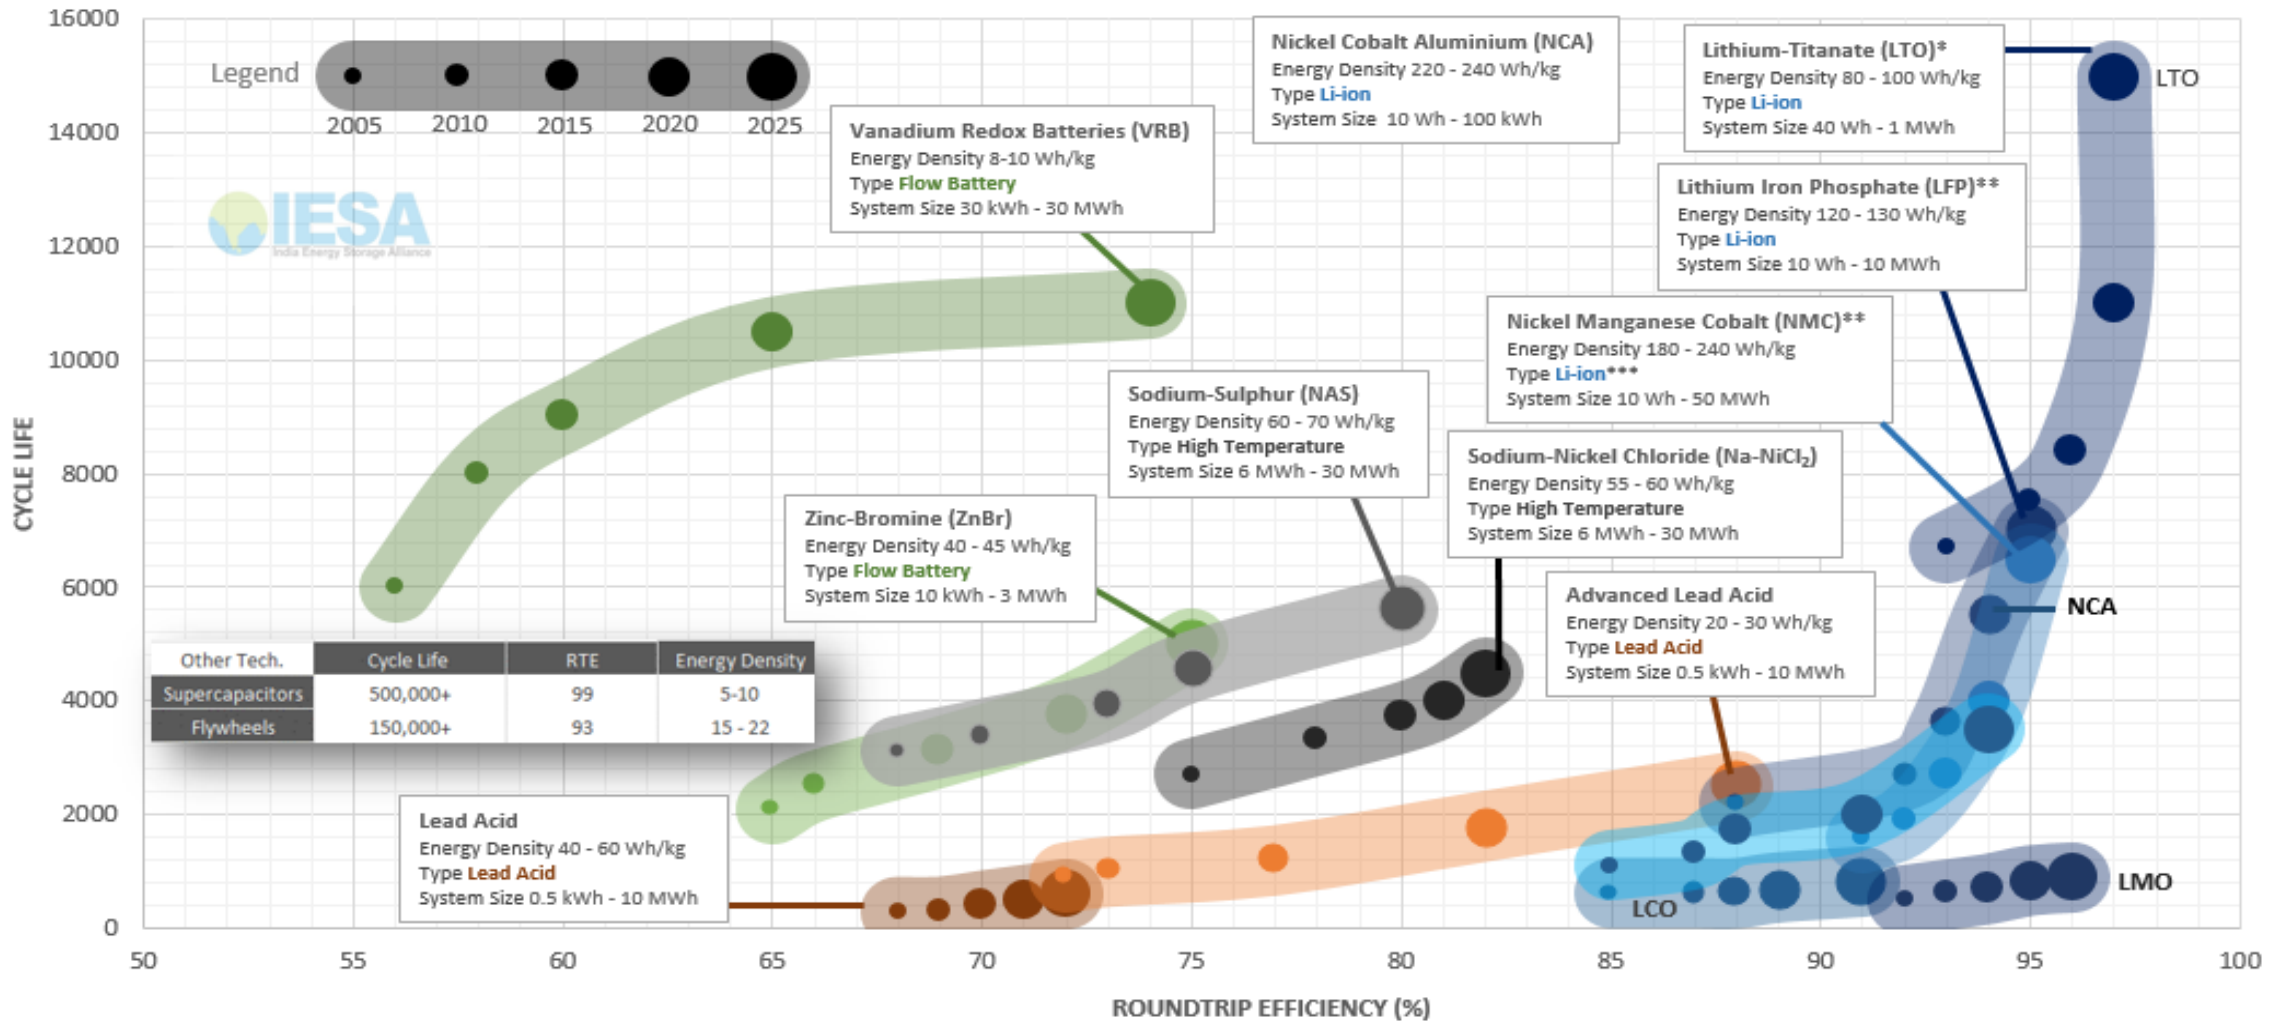 16000
14000
12000
10000
8000
6000
4000
2000
0
CYCLE LIFE
Legend
2005 2010 2015 2020 2025
IESA
India Energy Storage Alliance
Vanadium Redox Batteries (VRB)
Energy Density 8-10 Wh/kg
Type Flow Battery
System Size 30 kWh - 30 MWh
Nickel Cobalt Aluminium (NCA)
Energy Density 220 - 240 Wh/kg
Type Li-ion
System Size 10 Wh - 100 kWh
Lithium-Titanate (LTO)*
Energy Density 80 - 100 Wh/kg
Type Li-ion
System Size 40 Wh - 1 MWh
LTO
Lithium Iron Phosphate (LFP)**
Energy Density 120 - 130 Wh/kg
Type Li-ion
System Size 10 Wh - 10 MWh
Nickel Manganese Cobalt (NMC)**
Energy Density 180 - 240 Wh/kg
Type Li-ion***
System Size 10 Wh - 50 MWh
Sodium-Sulphur (NAS)
Energy Density 60 - 70 Wh/kg
Type High Temperature
System Size 6 MWh - 30 MWh
Sodium-Nickel Chloride (Na-NiCl₂)
Energy Density 55 - 60 Wh/kg
Type High Temperature
System Size 6 MWh - 30 MWh
Zinc-Bromine (ZnBr)
Energy Density 40 - 45 Wh/kg
Type Flow Battery
System Size 10 kWh - 3 MWh
Advanced Lead Acid
Energy Density 20 - 30 Wh/kg
Type Lead Acid
System Size 0.5 kWh - 10 MWh
NCA
Other Tech. Cycle Life RTE Energy Density
Supercapacitors 500,000+ 99 5-10
Flywheels 150,000+ 93 15 - 22
Lead Acid
Energy Density 40 - 60 Wh/kg
Type Lead Acid
System Size 0.5 kWh - 10 MWh
LCO
LMO
50 55 60 65 70 75 80 85 90 95 100
ROUNDTRIP EFFICIENCY (%)